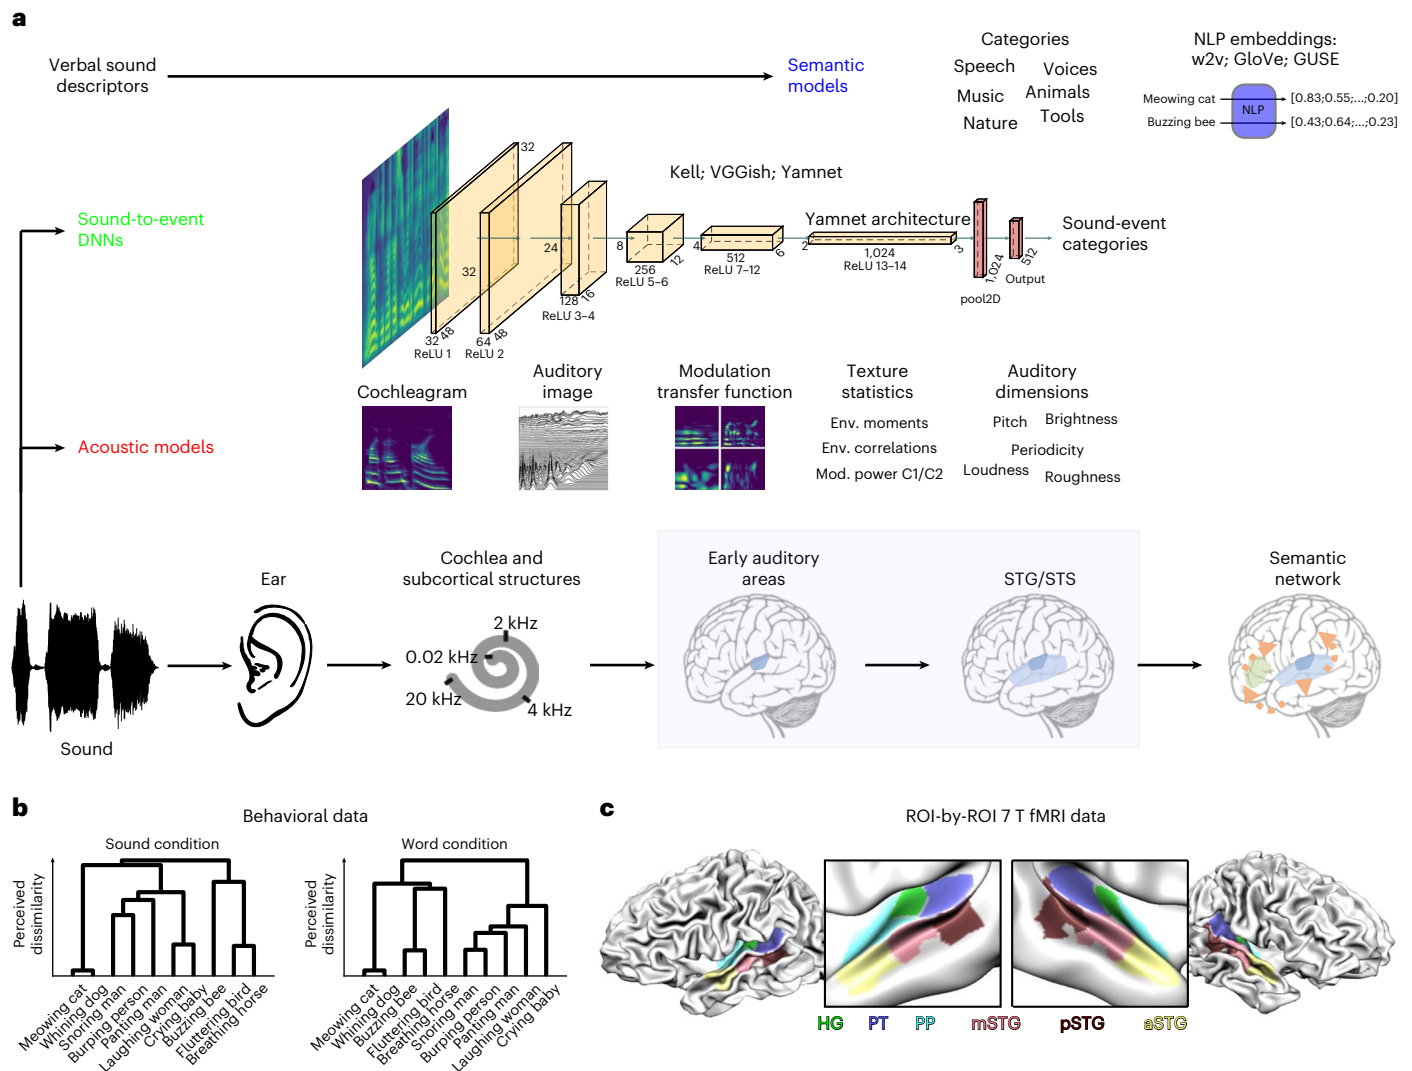 a
Verbal sound
descriptors
Semantic
models
Categories
Speech
Voices
Music
Animals
Nature
Tools
NLP embeddings:
w2v; GloVe; GUSE
Meowing cat
NLP
[0.83;0.55;...;0.20]
Buzzing bee
[0.43;0.64;...;0.23]
Sound-to-event
DNNs
Kell; VGGish; Yamnet
Yamnet architecture
Sound-event
categories
32
32
32
48
ReLU 1
64
48
ReLU 2
24
128
16
ReLU 3–4
8
256
12
ReLU 5–6
4
512
6
ReLU 7–12
2
1,024
3
ReLU 13–14
1,024
pool2D
512
Output
Acoustic models
Cochleagram
Auditory
image
Modulation
transfer function
Texture
statistics
Env. moments
Env. correlations
Mod. power C1/C2
Auditory
dimensions
Pitch
Brightness
Periodicity
Loudness
Roughness
Sound
Ear
Cochlea and
subcortical structures
2 kHz
0.02 kHz
20 kHz
4 kHz
Early auditory
areas
STG/STS
Semantic
network
b
Behavioral data
Sound condition
Perceived
dissimilarity
Meowing cat
Whining dog
Snoring man
Burping person
Panting man
Laughing woman
Crying baby
Buzzing bee
Fluttering bird
Breathing horse
Word condition
Perceived
dissimilarity
Meowing cat
Whining dog
Buzzing bee
Fluttering bird
Breathing horse
Snoring man
Burping person
Panting man
Laughing woman
Crying baby
c
ROI-by-ROI 7 T fMRI data
HG
PT
PP
mSTG
pSTG
aSTG